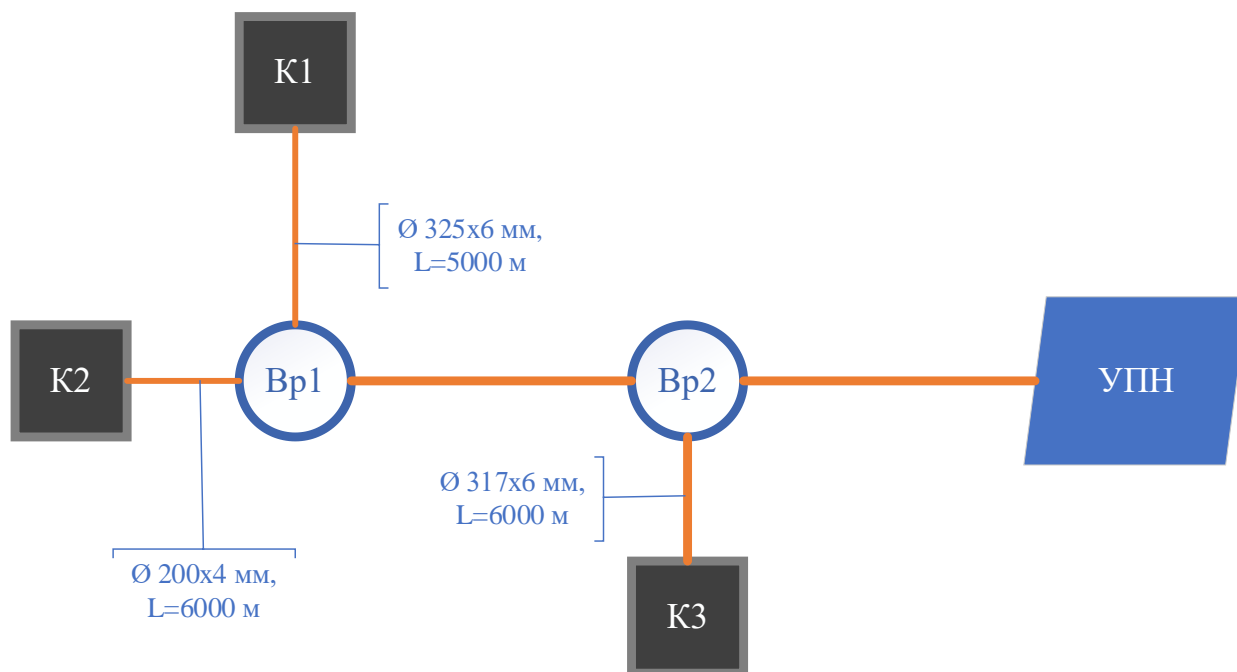 К1
Ø 325х6 мм,
L=5000 м
К2
Вр1
Вр2
УПН
Ø 317х6 мм,
L=6000 м
Ø 200х4 мм,
L=6000 м
К3